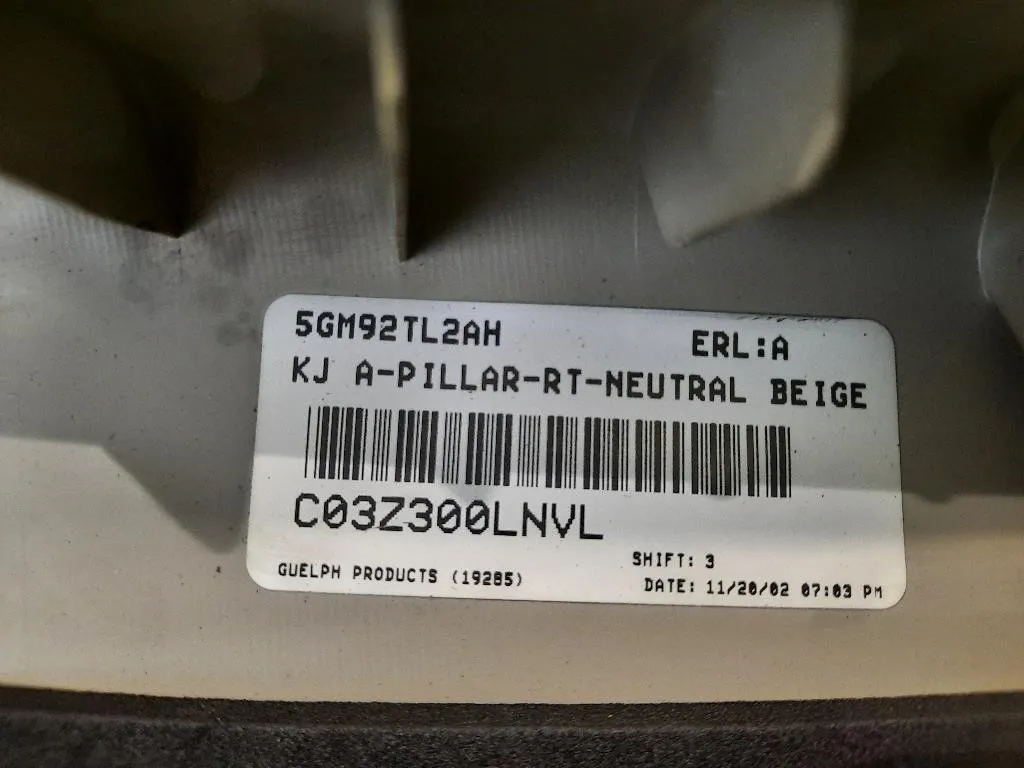 5GM92TL2AH ERL:A
KJ A-PILLAR-RT-NEUTRAL BEIGE
C03Z300LNVL
SHIFT: 3
GUELPH PRODUCTS (19285)
DATE: 11/20/02 07:03 PM